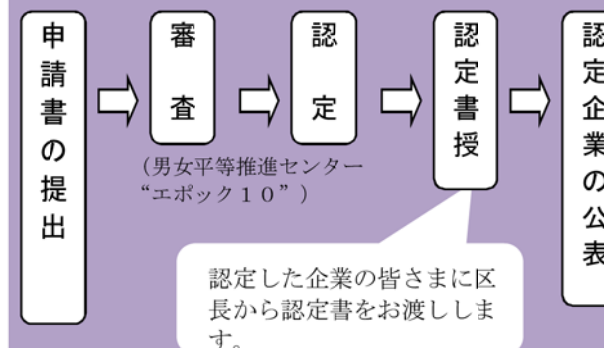 申請書の提出
審査
(男女平等推進センター
“エポック１０”)
認定
認定書授
認定した企業の皆さまに区
長から認定書をお渡ししま
す。
認定企業の公表